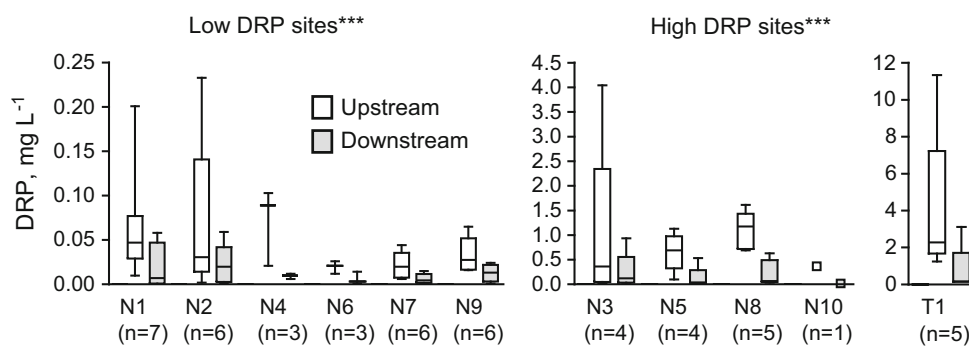 Low DRP sites***
High DRP sites***
DRP, mg L⁻¹
0.25
0.20
0.15
0.10
0.05
0.00
Upstream
Downstream
N1 N2 N4 N6 N7 N9
(n=7) (n=6) (n=3) (n=3) (n=6) (n=6)
4.5
4.0
3.5
3.0
2.5
2.0
1.5
1.0
0.5
0.0
N3 N5 N8 N10
(n=4) (n=4) (n=5) (n=1)
12
10
8
6
4
2
0
T1
(n=5)